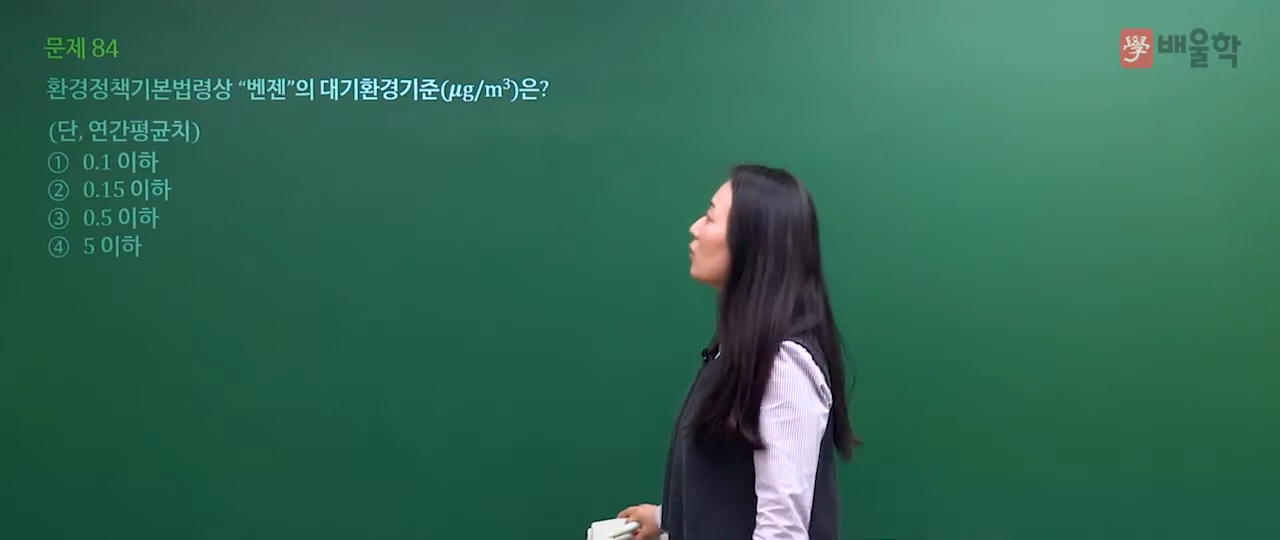 문제 84
學 배울학
환경정책기본법령상 “벤젠”의 대기환경기준(μg/m³)은?
(단, 연간평균치)
① 0.1 이하
② 0.15 이하
③ 0.5 이하
④ 5 이하